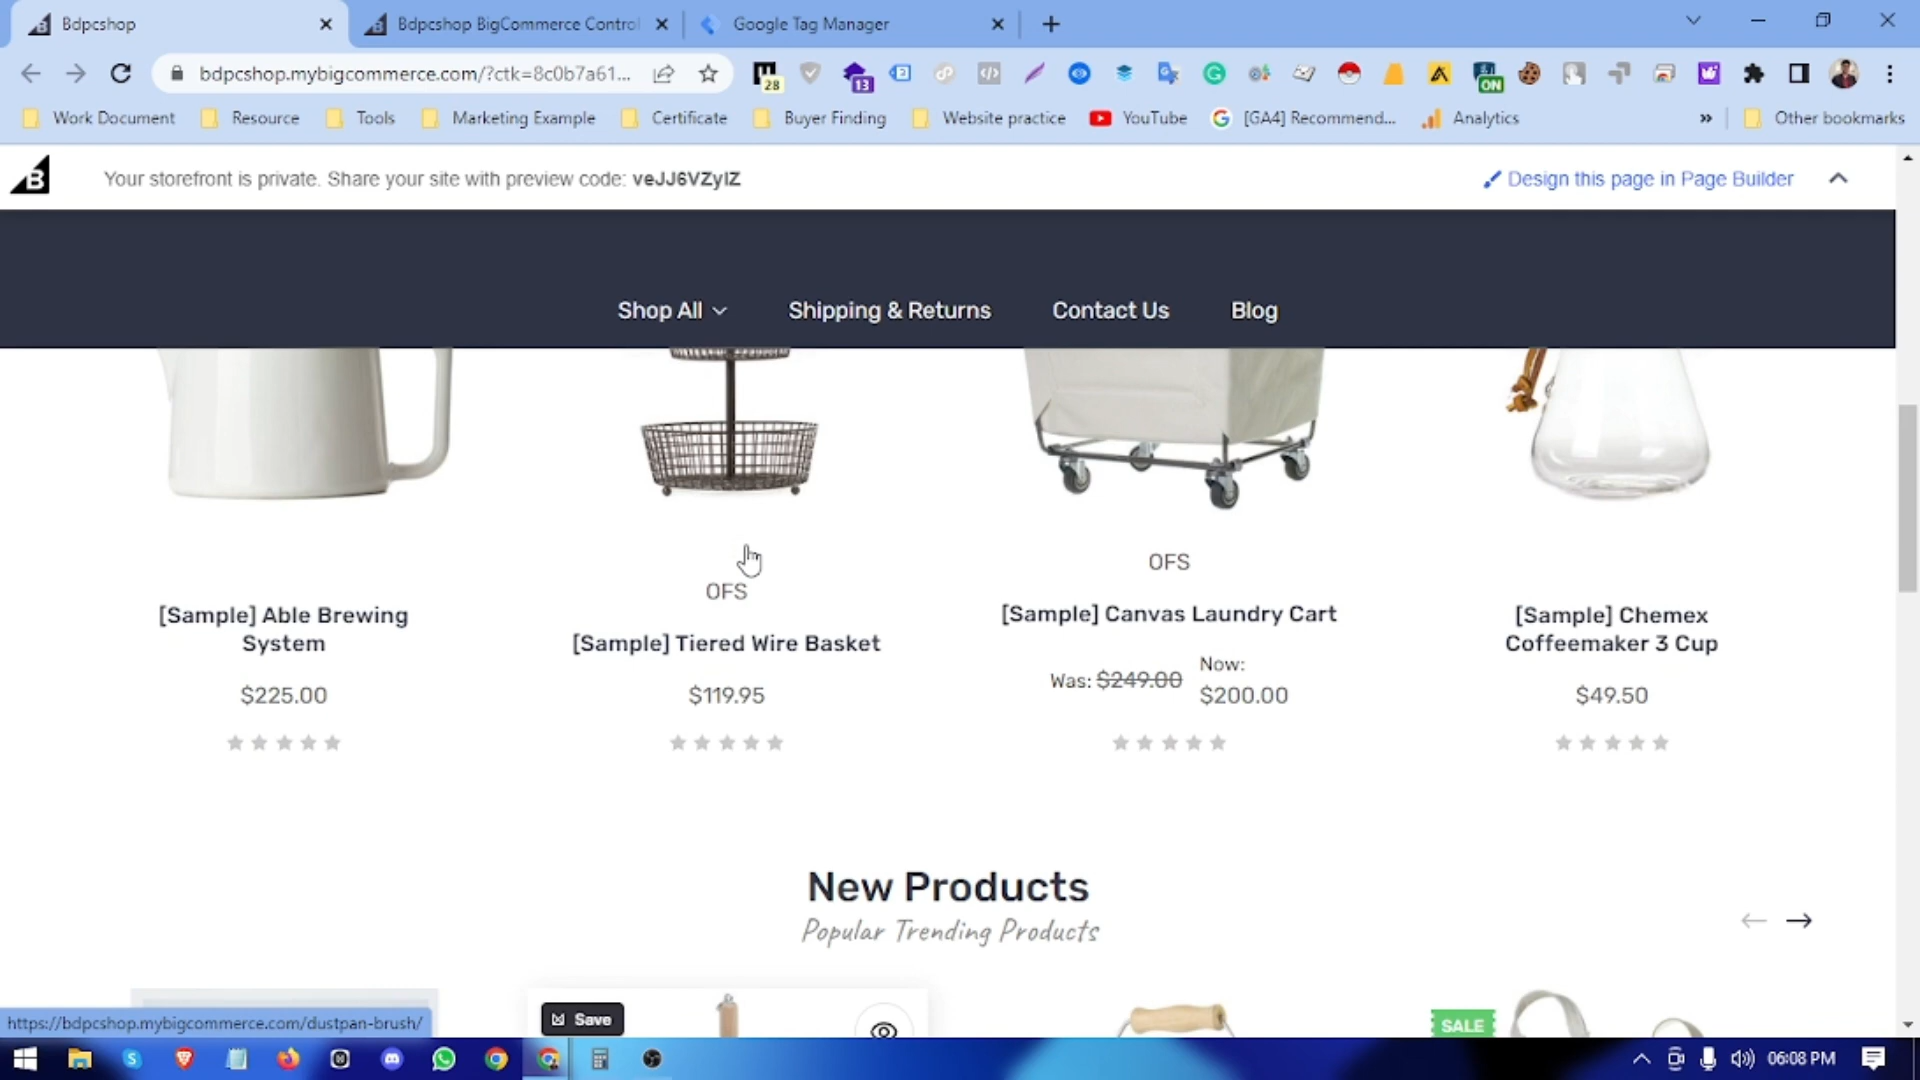 Bdpcshop
Bdpcshop BigCommerce Control
Google Tag Manager
bdpcshop.mybigcommerce.com/?ctk=8c0b7a61...
28
13
ON
Work Document
Resource
Tools
Marketing Example
Certificate
Buyer Finding
Website practice
YouTube
[GA4] Recommend...
Analytics
»
Other bookmarks
B
Your storefront is private. Share your site with preview code: veJJ6VZyIZ
Design this page in Page Builder
Shop All
Shipping & Returns
Contact Us
Blog
[Sample] Able Brewing
System
$225.00
OFS
[Sample] Tiered Wire Basket
$119.95
OFS
[Sample] Canvas Laundry Cart
Was: $249.00
Now:
$200.00
[Sample] Chemex
Coffeemaker 3 Cup
$49.50
New Products
Popular Trending Products
Save
SALE
https://bdpcshop.mybigcommerce.com/dustpan-brush/
06:08 PM